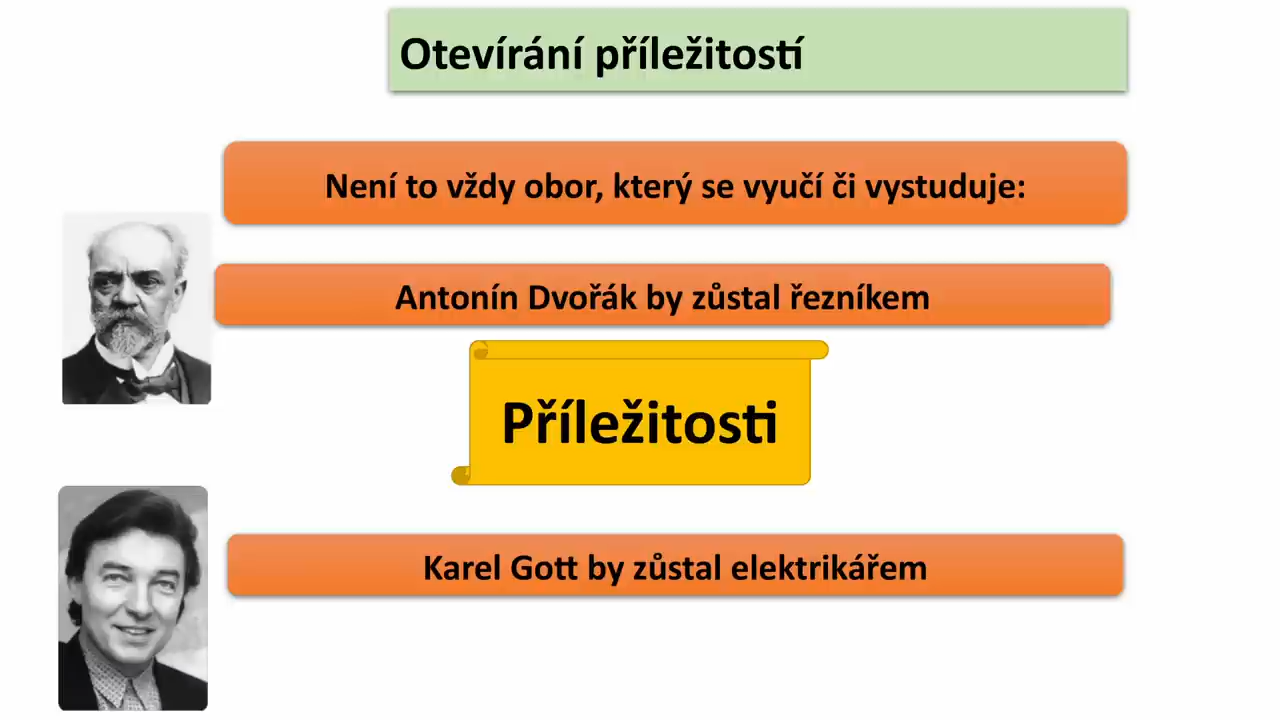 Otevírání příležitostí
Není to vždy obor, který se vyučí či vystuduje:
Antonín Dvořák by zůstal řezníkem
Příležitosti
Karel Gott by zůstal elektrikářem